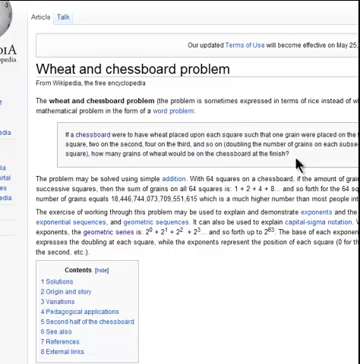 Article Talk
Our updated Terms of Use will become effective on May 25,
Wheat and chessboard problem
From Wikipedia, the free encyclopedia
The wheat and chessboard problem (the problem is sometimes expressed in terms of rice instead of w
mathematical problem in the form of a word problem:
If a chessboard were to have wheat placed upon each square such that one grain were placed on the
square, two on the second, four on the third, and so on (doubling the number of grains on each subse
square), how many grains of wheat would be on the chessboard at the finish?
The problem may be solved using simple addition. With 64 squares on a chessboard, if the amount of grai
successive squares, then the sum of grains on all 64 squares is: 1 + 2 + 4 + 8... and so forth for the 64 sq
number of grains equals 18,446,744,073,709,551,615 which is a much higher number than most people int
The exercise of working through this problem may be used to explain and demonstrate exponents and the
exponential sequences, and geometric sequences. It can also be used to explain capital-sigma notation. W
exponents, the geometric series is: 2⁰ + 2¹ + 2² + 2³... and so forth up to 2⁶³. The base of each exponen
expresses the doubling at each square, while the exponents represent the position of each square (0 for th
the second, etc.).
Contents [hide]
1 Solutions
2 Origin and story
3 Variations
4 Pedagogical applications
5 Second half of the chessboard
6 See also
7 References
8 External links